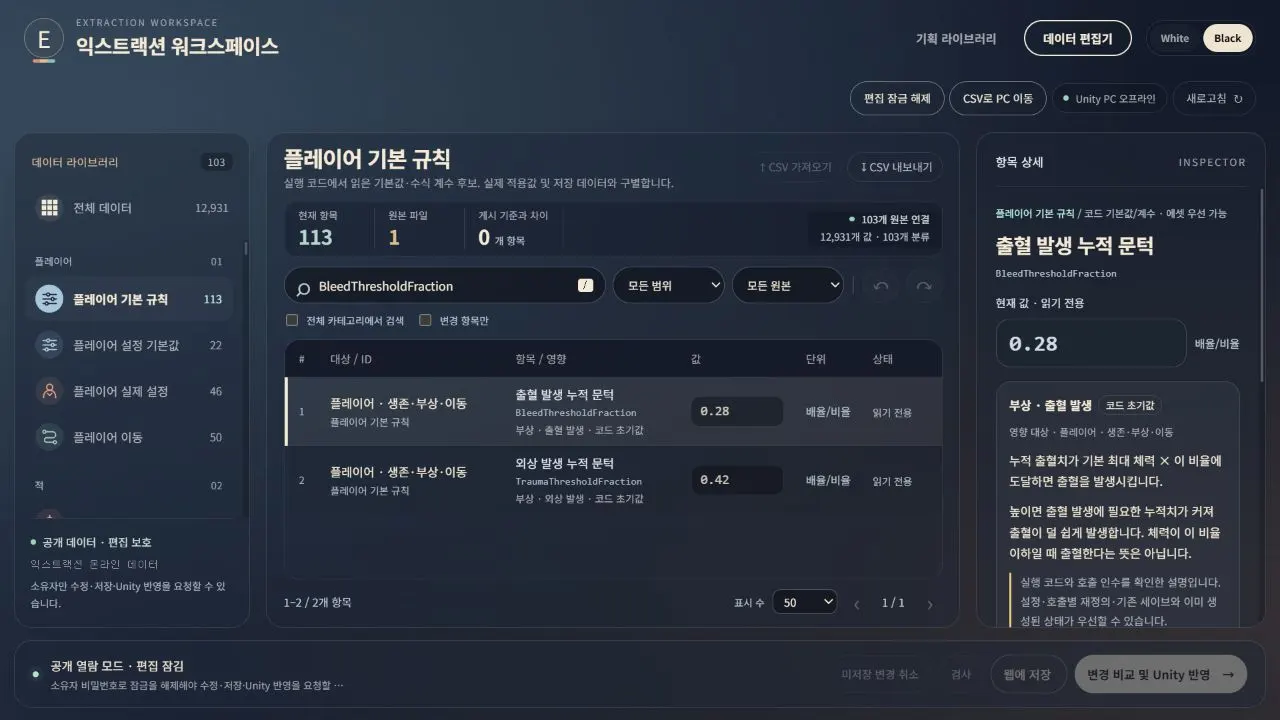 E
EXTRACTION WORKSPACE
익스트랙션 워크스페이스
기획 라이브러리
데이터 편집기
White
Black
편집 잠금 해제
CSV로 PC 이동
Unity PC 오프라인
새로고침 ↻
데이터 라이브러리
103
전체 데이터
12,931
플레이어
01
플레이어 기본 규칙
113
플레이어 설정 기본값
22
플레이어 실제 설정
46
플레이어 이동
50
적
02
공개 데이터 · 편집 보호
익스트랙션 온라인 데이터
소유자만 수정·저장·Unity 반영을 요청할 수 있
습니다.
플레이어 기본 규칙
실행 코드에서 읽은 기본값·수식 계수 후보. 실제 적용값 및 저장 데이터와 구별합니다.
↑ CSV 가져오기
↧ CSV 내보내기
현재 항목
113
원본 파일
1
게시 기준과 차이
0 개 항목
103개 원본 연결
12,931개 값 · 103개 분류
BleedThresholdFraction
/
모든 범위
모든 원본
전체 카테고리에서 검색
변경 항목만
# 대상 / ID 항목 / 영향 값 단위 상태
1
플레이어 · 생존·부상·이동
플레이어 기본 규칙
출혈 발생 누적 문턱
BleedThresholdFraction
부상 · 출혈 발생 · 코드 초기값
0.28
배율/비율
읽기 전용
2
플레이어 · 생존·부상·이동
플레이어 기본 규칙
외상 발생 누적 문턱
TraumaThresholdFraction
부상 · 외상 발생 · 코드 초기값
0.42
배율/비율
읽기 전용
1–2 / 2개 항목
표시 수
50
‹
1 / 1
›
항목 상세
INSPECTOR
플레이어 기본 규칙 / 코드 기본값/계수 · 에셋 우선 가능
출혈 발생 누적 문턱
BleedThresholdFraction
현재 값 · 읽기 전용
0.28
배율/비율
부상 · 출혈 발생
코드 초기값
영향 대상 · 플레이어 · 생존·부상·이동
누적 출혈치가 기본 최대 체력 × 이 비율에
도달하면 출혈을 발생시킵니다.
높이면 출혈 발생에 필요한 누적치가 커져
출혈이 덜 쉽게 발생합니다. 체력이 이 비율
이하일 때 출혈한다는 뜻은 아닙니다.
실행 코드와 호출 인수를 확인한 설명입니다.
설정·호출별 재정의·기존 세이브와 이미 생
성된 상태가 우선할 수 있습니다.
공개 열람 모드 · 편집 잠김
소유자 비밀번호로 잠금을 해제해야 수정·저장·Unity 반영을 요청할 ⋯
미저장 변경 취소
검사
웹에 저장
변경 비교 및 Unity 반영 →